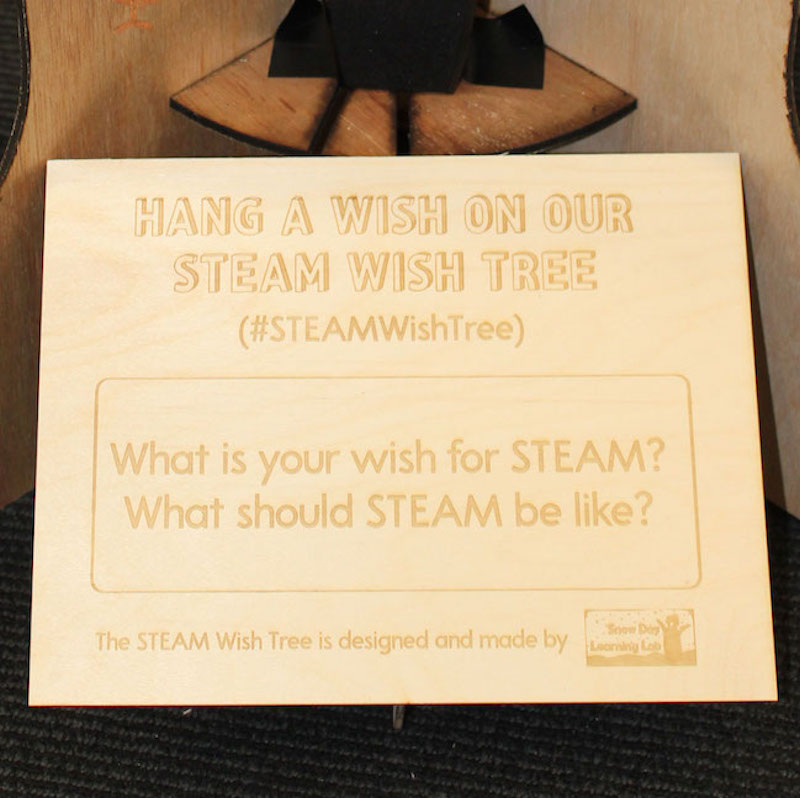 HANG A WISH ON OUR
STEAM WISH TREE
(#STEAMWishTree)
What is your wish for STEAM?
What should STEAM be like?
The STEAM Wish Tree is designed and made by
Snow Day
Learning Lab